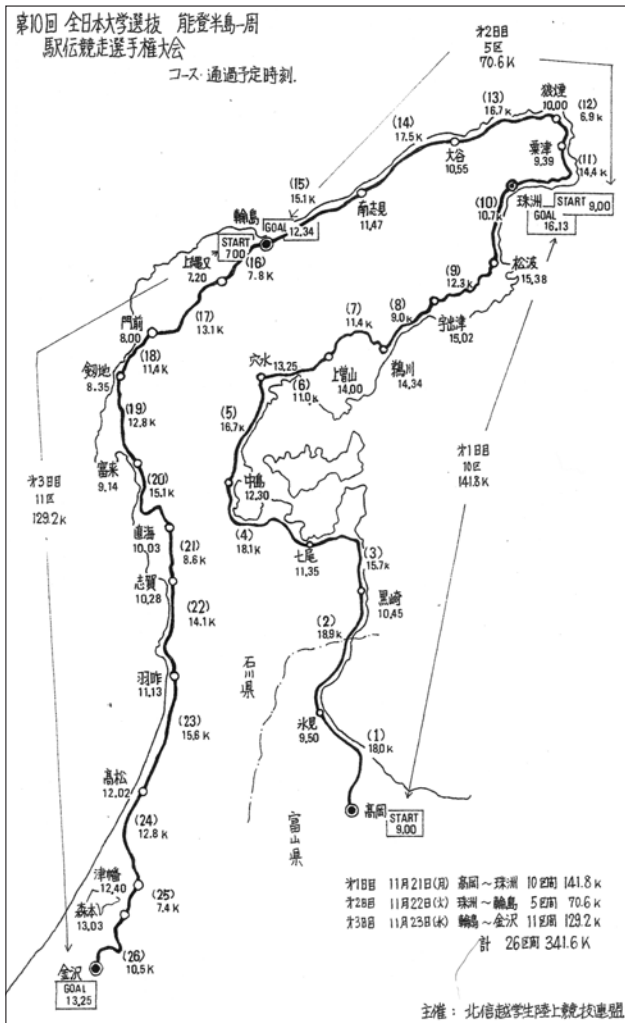 第10回 全日本大学選抜 能登半島一周
駅伝競走選手権大会
コース・通過予定時刻.
才2日目
5区
70.6K
狼煙
10.00
(12)
6.9K
(13)
16.7K
粟津
9.39
(11)
14.4K
(14)
17.5K
大谷
10.55
(10)
10.7K
珠洲
START 9.00
GOAL
16.13
(15)
15.1K
南志見
11.47
輪島
GOAL
12.34
START
7.00
(16)
7.8K
上縄又
7.20
(9)
12.3K
松波
15.38
(17)
13.1K
(8)
9.0K
宇出津
15.02
(7)
11.4K
門前
8.00
(18)
11.4K
穴水
13.25
(6)
11.0K
上曽山
14.00
鵜川
14.34
剱地
8.35
(5)
16.7K
(19)
12.8K
才1日目
10区
141.8K
才3日目
11区
129.2K
富来
9.14
(20)
15.1K
中島
12.30
(4)
18.1K
七尾
11.35
(3)
15.7K
直海
10.03
(21)
8.6K
志賀
10.28
黒崎
10.45
(22)
14.1K
(2)
18.9K
石川県
羽咋
11.13
(23)
15.6K
氷見
9.50
(1)
18.0K
高松
12.02
(24)
12.8K
高岡
START
9.00
富山県
津幡
12.40
(25)
7.4K
森本
13.03
(26)
10.5K
金沢
GOAL
13.25
才1日目 11月21日(月) 高岡～珠洲 10区間 141.8K
才2日目 11月22日(火) 珠洲～輪島 5区間 70.6K
才3日目 11月23日(水) 輪島～金沢 11区間 129.2K
計 26区間 341.6K
主催: 北信越学生陸上競技連盟